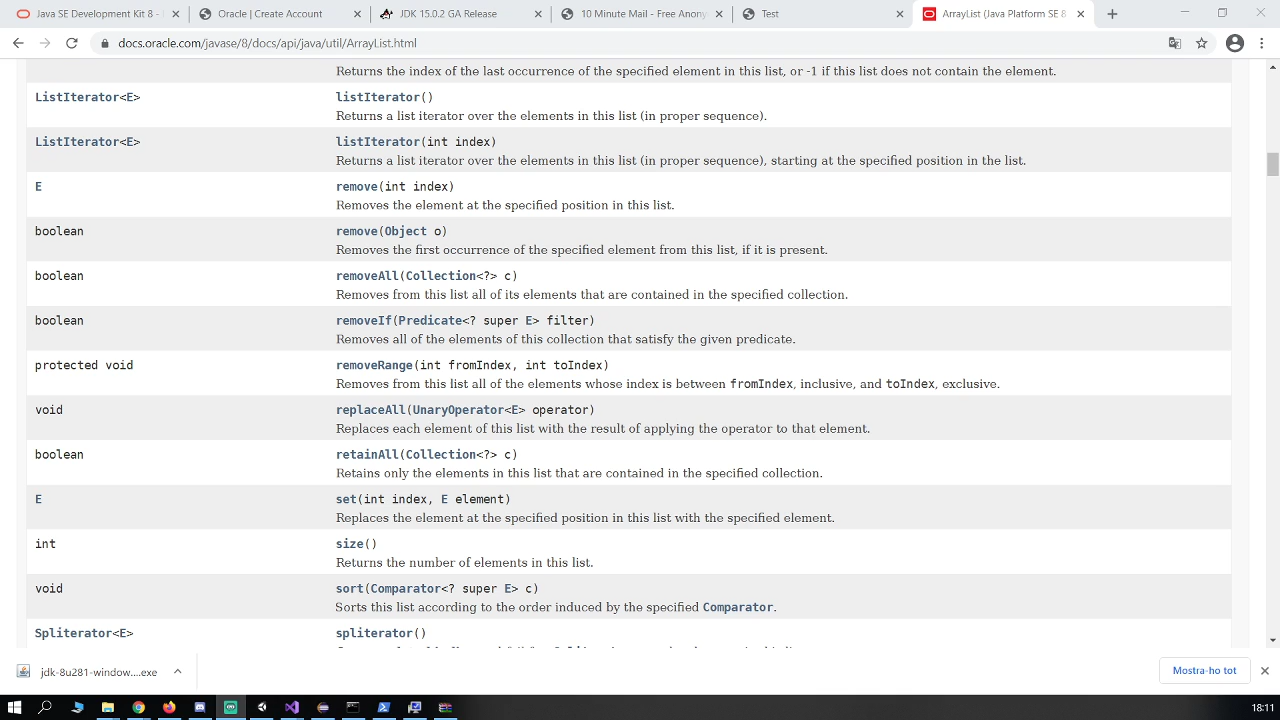 Java SE Development Kit 8 -
Oracle | Create Account
JDK 15.0.2 GA Release
10 Minute Mail - Free Anony
Test
ArrayList (Java Platform SE 8
docs.oracle.com/javase/8/docs/api/java/util/ArrayList.html
Returns the index of the last occurrence of the specified element in this list, or -1 if this list does not contain the element.
ListIterator<E> listIterator()
Returns a list iterator over the elements in this list (in proper sequence).
ListIterator<E> listIterator(int index)
Returns a list iterator over the elements in this list (in proper sequence), starting at the specified position in the list.
E remove(int index)
Removes the element at the specified position in this list.
boolean remove(Object o)
Removes the first occurrence of the specified element from this list, if it is present.
boolean removeAll(Collection<?> c)
Removes from this list all of its elements that are contained in the specified collection.
boolean removeIf(Predicate<? super E> filter)
Removes all of the elements of this collection that satisfy the given predicate.
protected void removeRange(int fromIndex, int toIndex)
Removes from this list all of the elements whose index is between fromIndex, inclusive, and toIndex, exclusive.
void replaceAll(UnaryOperator<E> operator)
Replaces each element of this list with the result of applying the operator to that element.
boolean retainAll(Collection<?> c)
Retains only the elements in this list that are contained in the specified collection.
E set(int index, E element)
Replaces the element at the specified position in this list with the specified element.
int size()
Returns the number of elements in this list.
void sort(Comparator<? super E> c)
Sorts this list according to the order induced by the specified Comparator.
Spliterator<E> spliterator()
jdk-8u281-window....exe
Mostra-ho tot
18:11